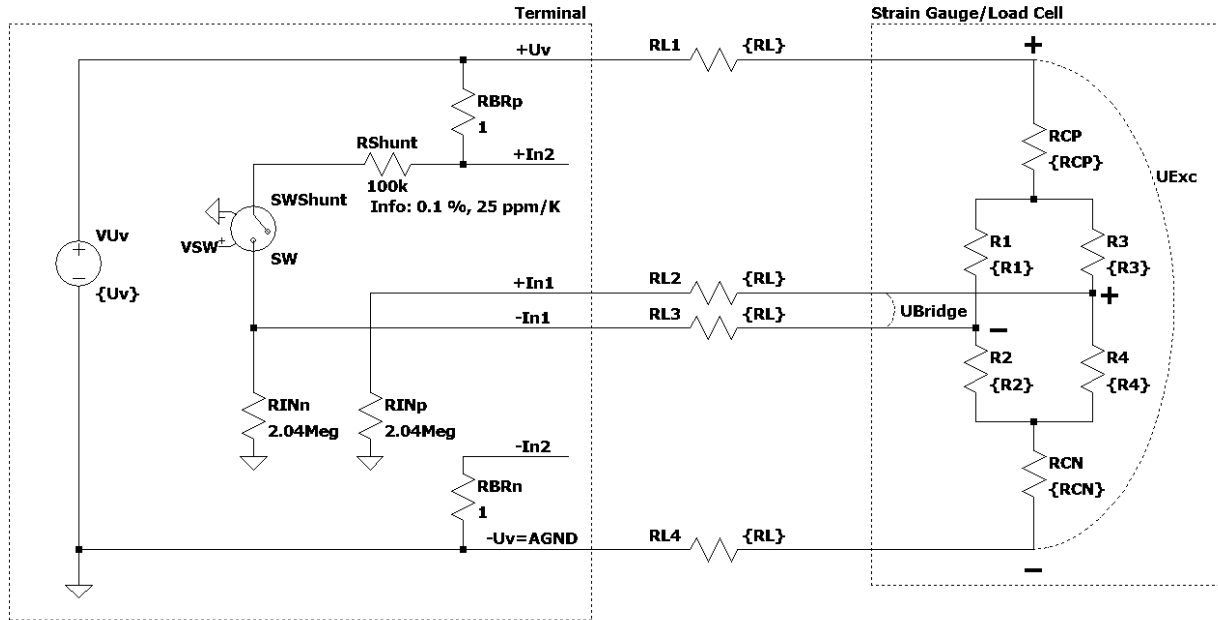 Terminal
Strain Gauge/Load Cell
+Uv
RL1
{RL}
+
RBRp
1
RShunt
+In2
100k
Info: 0.1 %, 25 ppm/K
RCP
{RCP}
UExc
SWShunt
VSW
+
SW
VUv
+
−
{Uv}
R1
{R1}
R3
{R3}
+In1
RL2
{RL}
+
-In1
RL3
{RL}
UBridge
−
R2
{R2}
R4
{R4}
RINn
2.04Meg
RINp
2.04Meg
-In2
RBRn
1
RCN
{RCN}
-Uv=AGND
RL4
{RL}
−